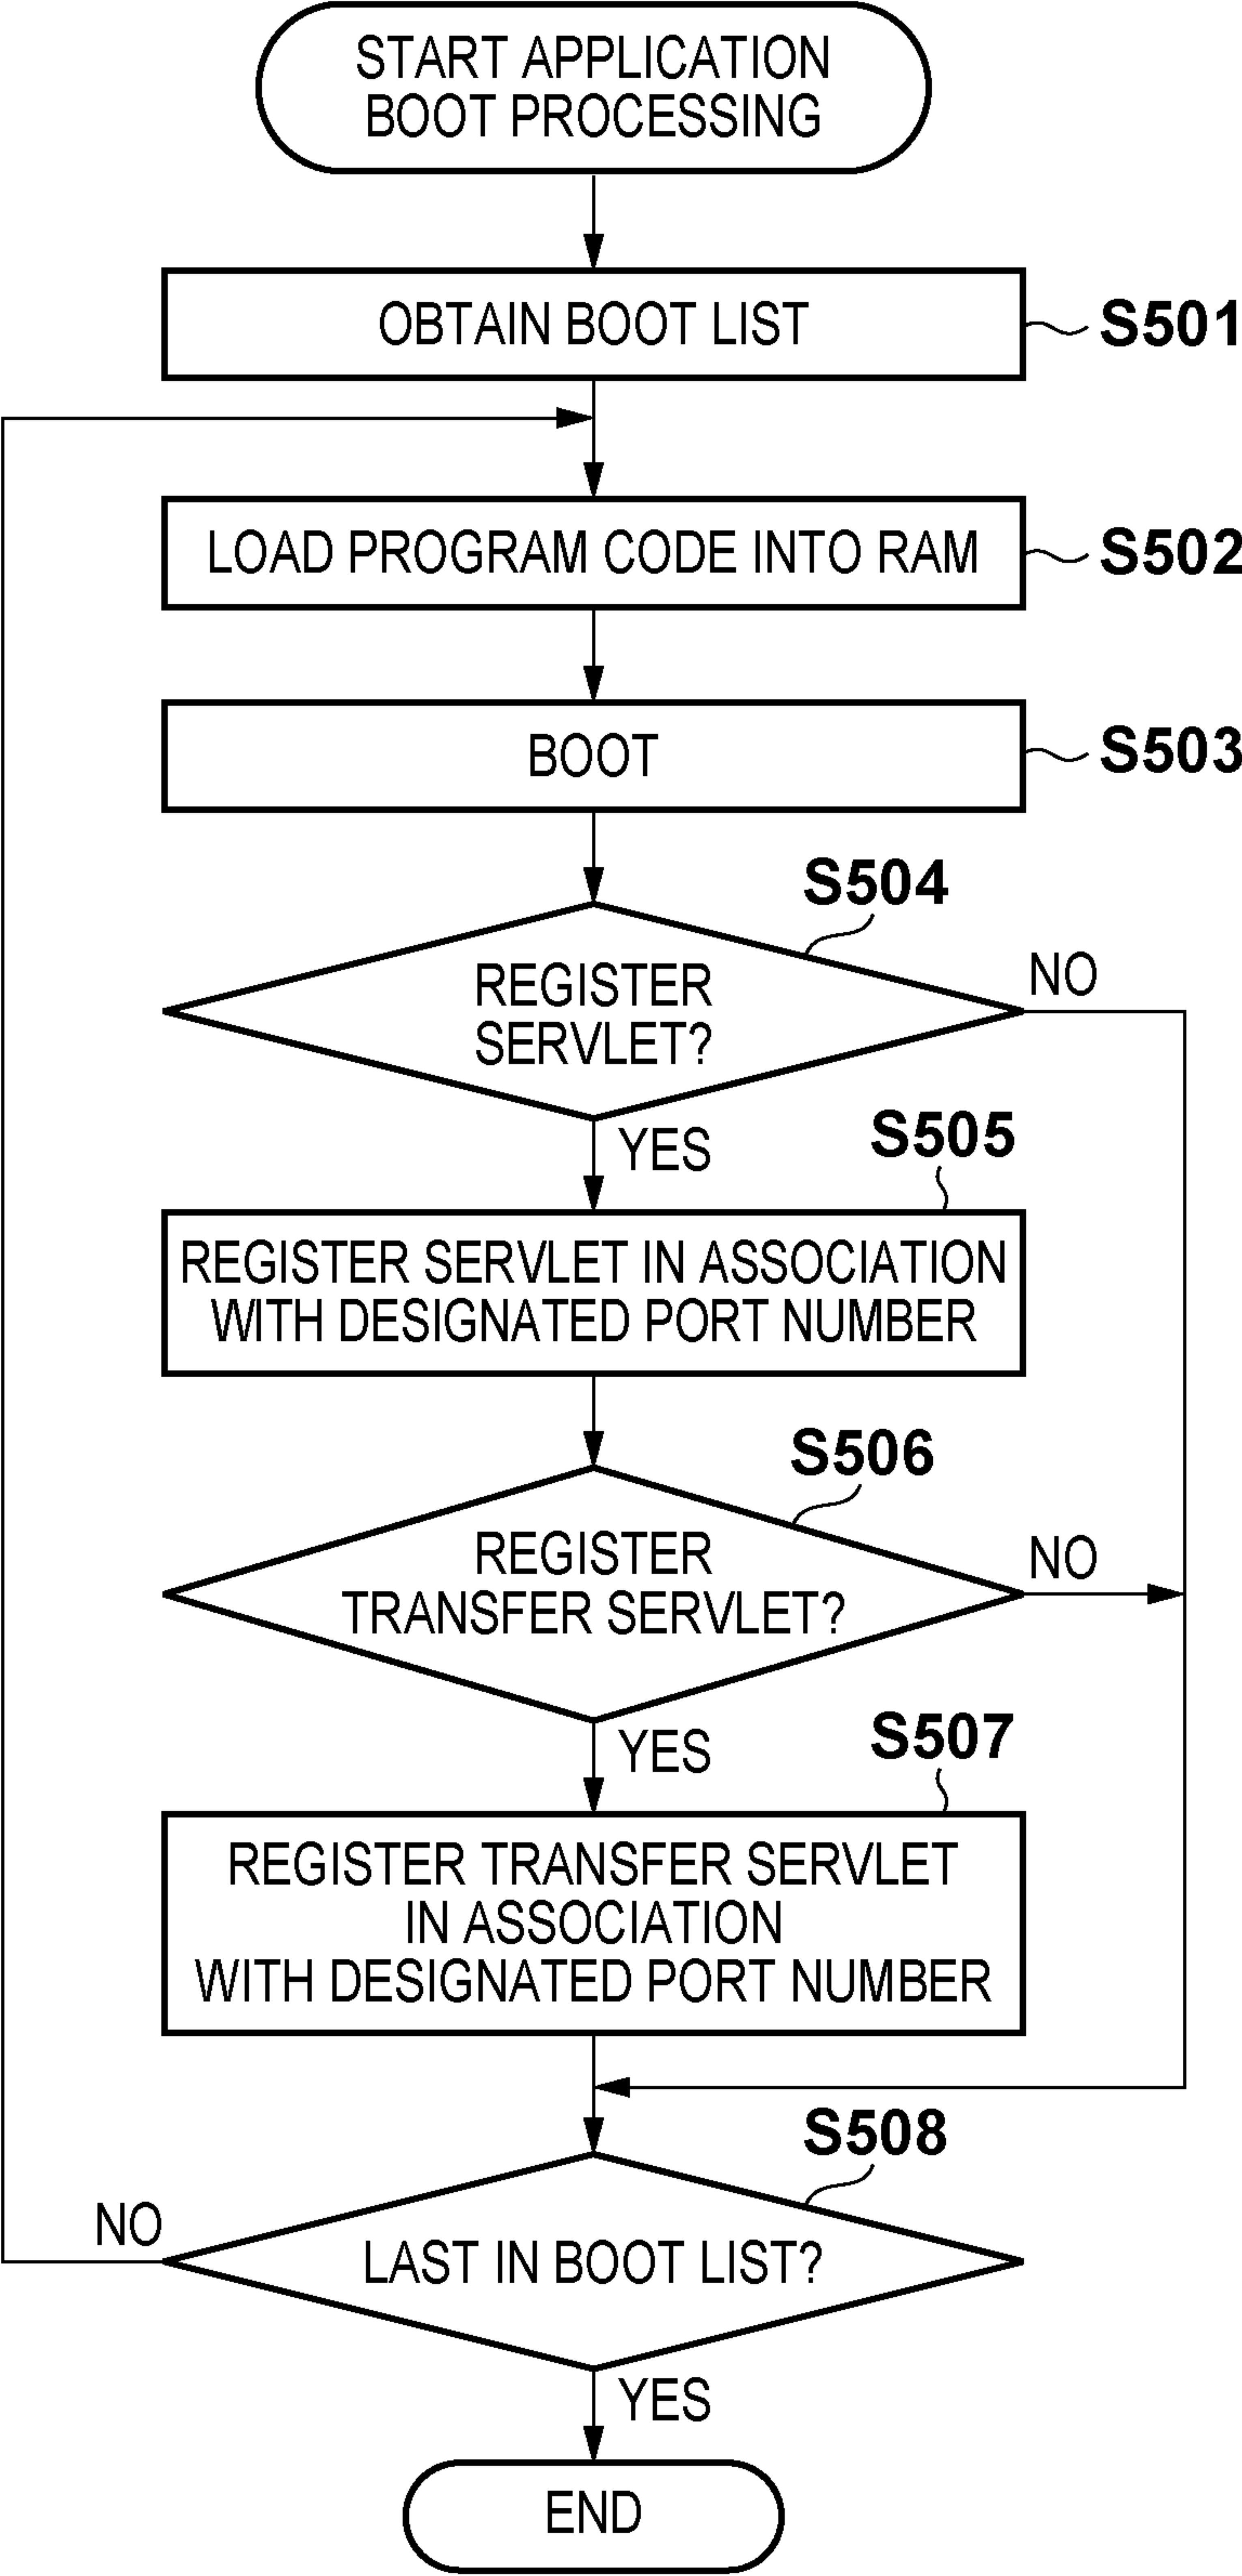 START APPLICATION
BOOT PROCESSING
OBTAIN BOOT LIST
S501
LOAD PROGRAM CODE INTO RAM
S502
BOOT
S503
S504
REGISTER
SERVLET?
NO
YES
S505
REGISTER SERVLET IN ASSOCIATION
WITH DESIGNATED PORT NUMBER
S506
REGISTER
TRANSFER SERVLET?
NO
YES
S507
REGISTER TRANSFER SERVLET
IN ASSOCIATION
WITH DESIGNATED PORT NUMBER
S508
NO
LAST IN BOOT LIST?
YES
END